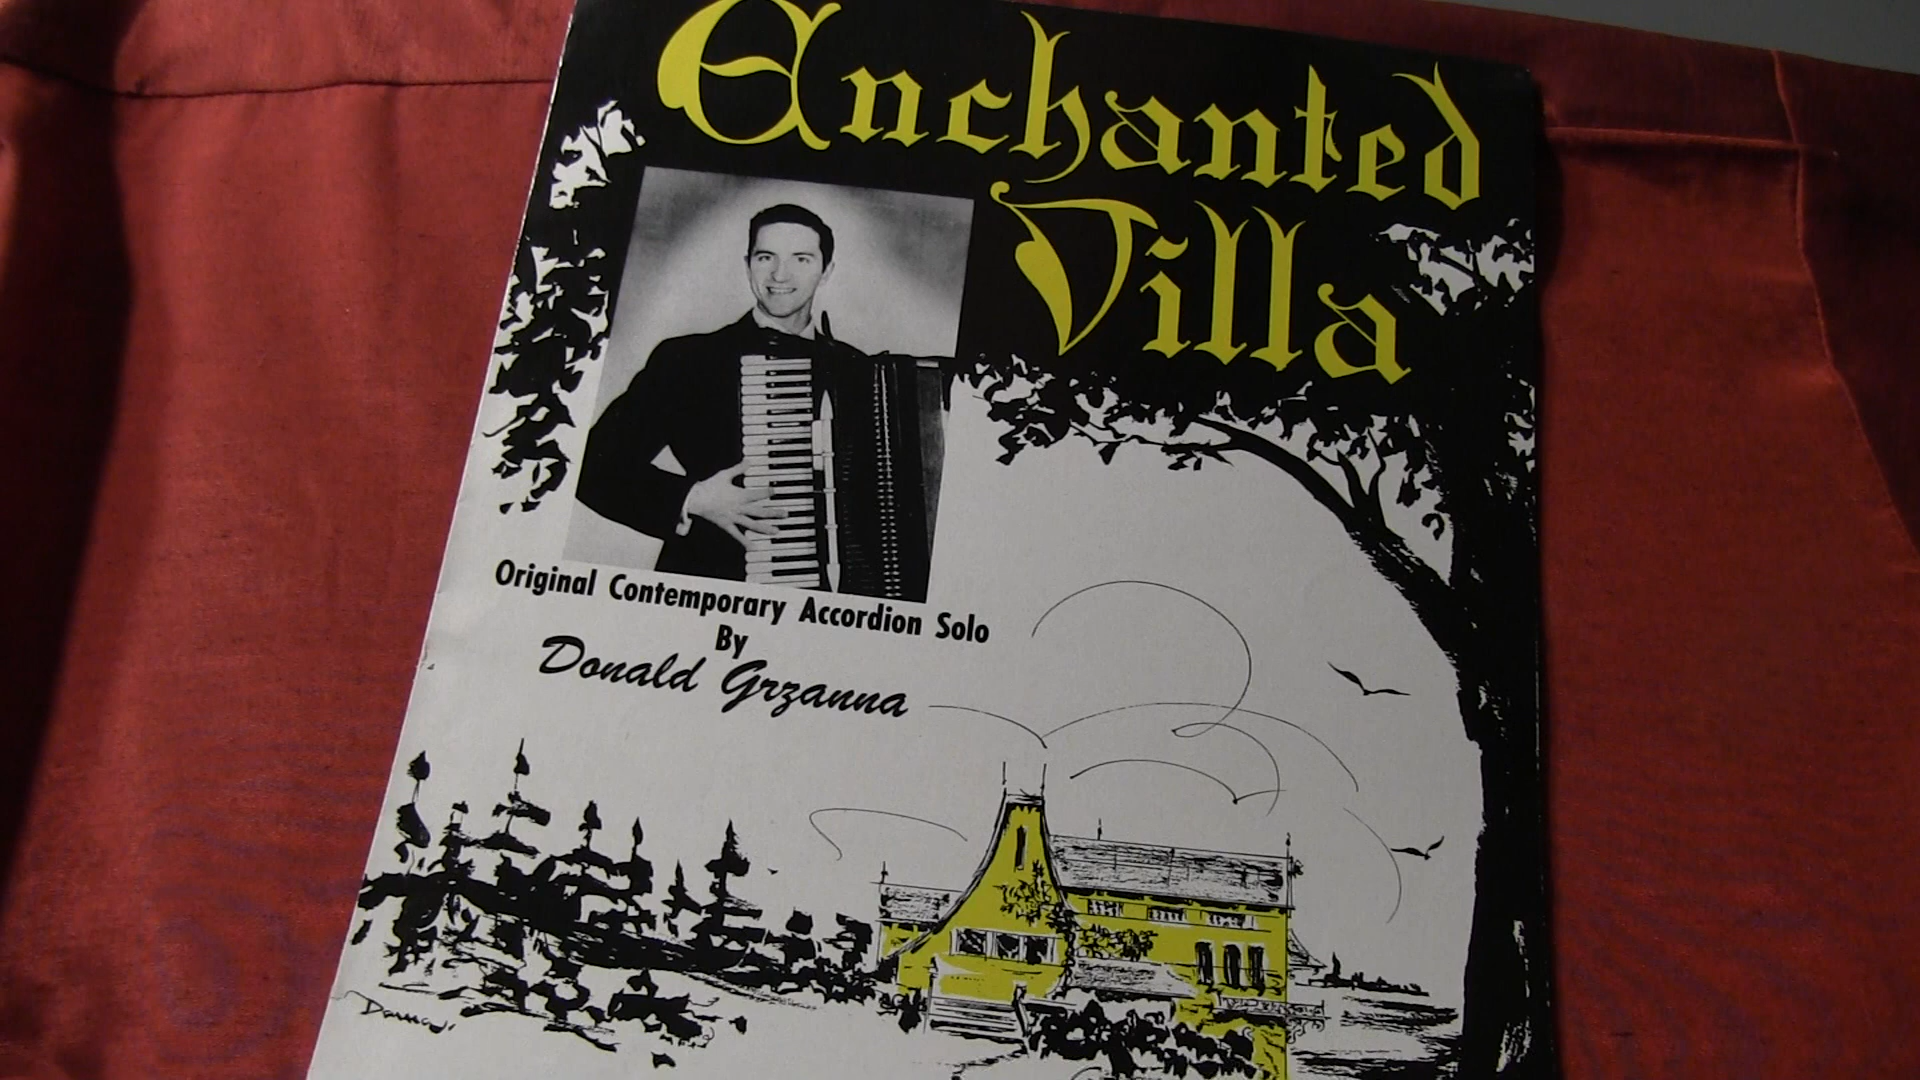 Enchanted
Villa
Original Contemporary Accordion Solo
By
Donald Grzanna